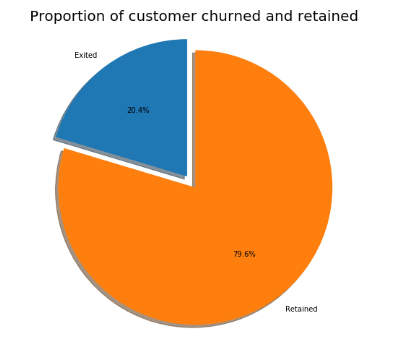 Proportion of customer churned and retained
Exited
20.4%
79.6%
Retained